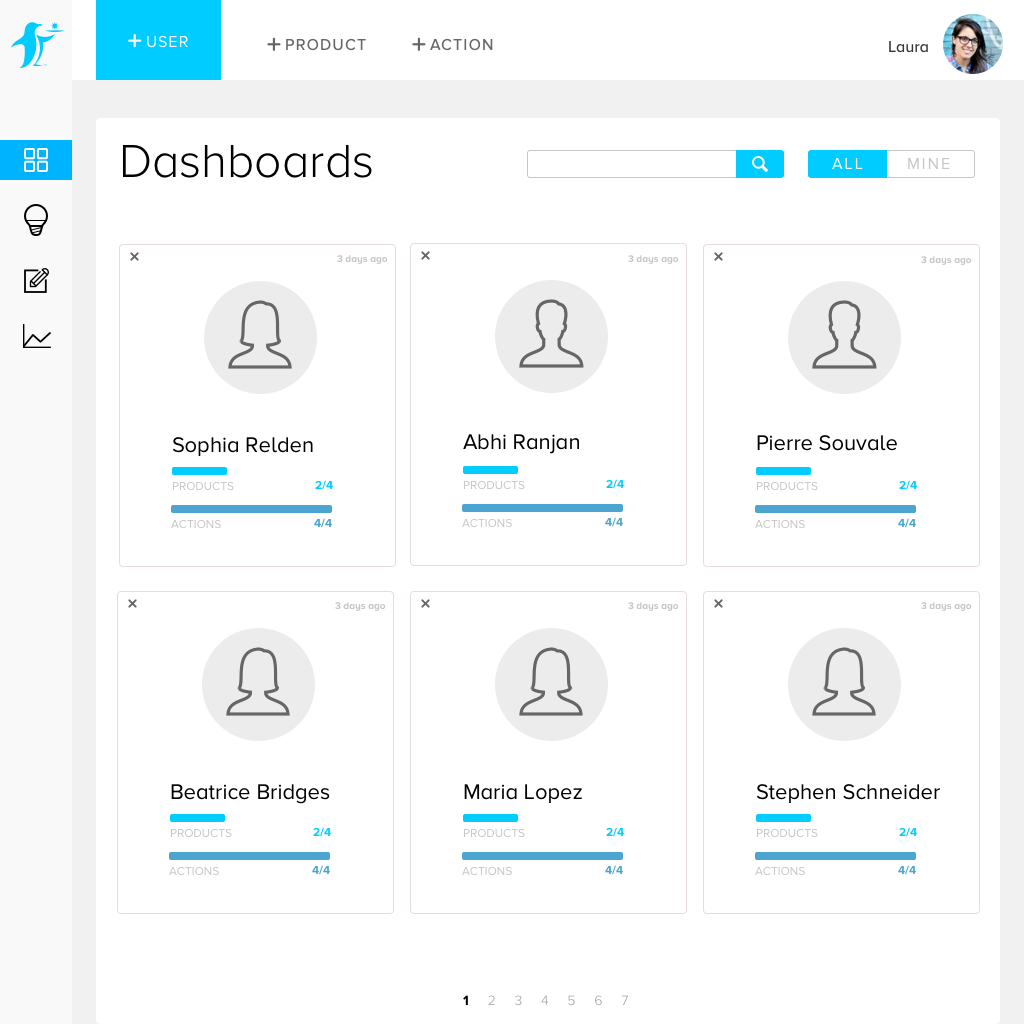 + USER
+ PRODUCT
+ ACTION
Laura
Dashboards
ALL
MINE
3 days ago
Sophia Relden
PRODUCTS 2/4
ACTIONS 4/4
3 days ago
Abhi Ranjan
PRODUCTS 2/4
ACTIONS 4/4
3 days ago
Pierre Souvale
PRODUCTS 2/4
ACTIONS 4/4
3 days ago
Beatrice Bridges
PRODUCTS 2/4
ACTIONS 4/4
3 days ago
Maria Lopez
PRODUCTS 2/4
ACTIONS 4/4
3 days ago
Stephen Schneider
PRODUCTS 2/4
ACTIONS 4/4
1 2 3 4 5 6 7